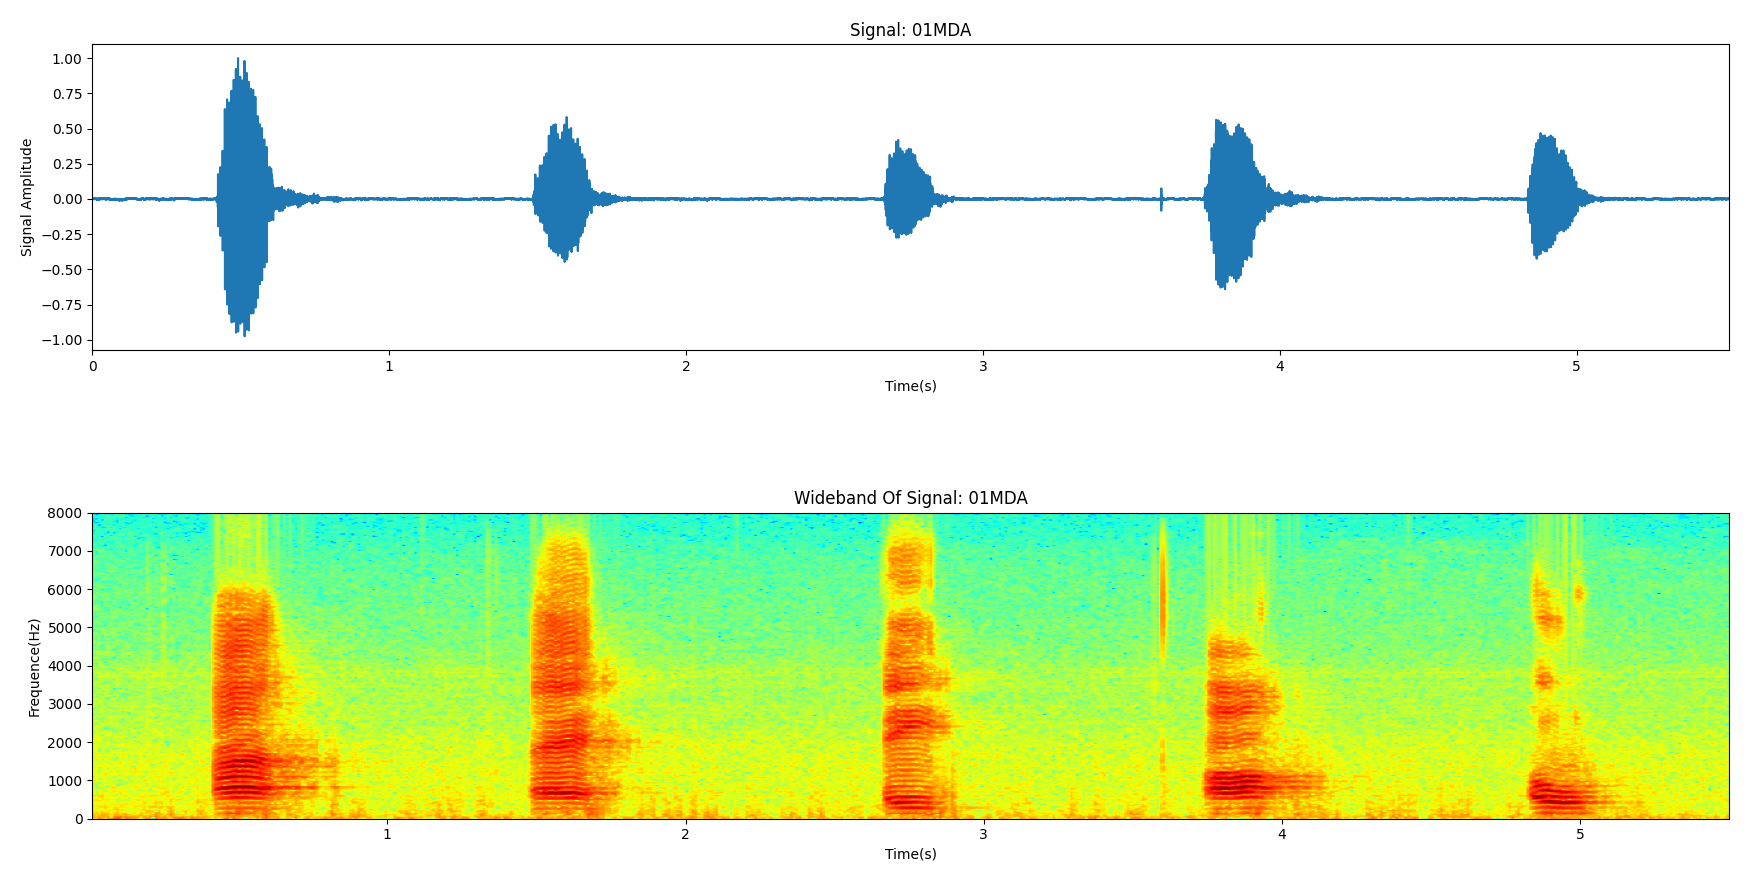 Signal: 01MDA
1.00
0.75
0.50
0.25
0.00
−0.25
−0.50
−0.75
−1.00
Signal Amplitude
0 1 2 3 4 5
Time(s)
Wideband Of Signal: 01MDA
8000
7000
6000
5000
4000
3000
2000
1000
0
Frequence(Hz)
1 2 3 4 5
Time(s)